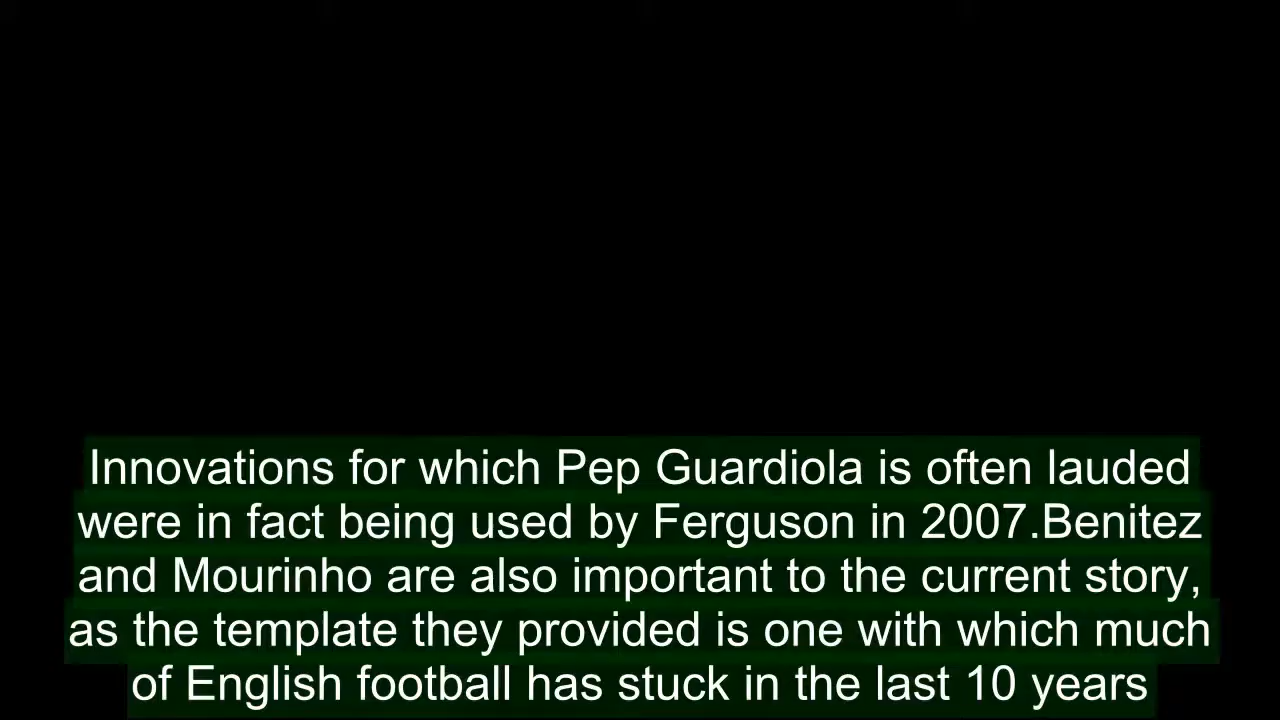 Innovations for which Pep Guardiola is often lauded
were in fact being used by Ferguson in 2007.Benitez
and Mourinho are also important to the current story,
as the template they provided is one with which much
of English football has stuck in the last 10 years